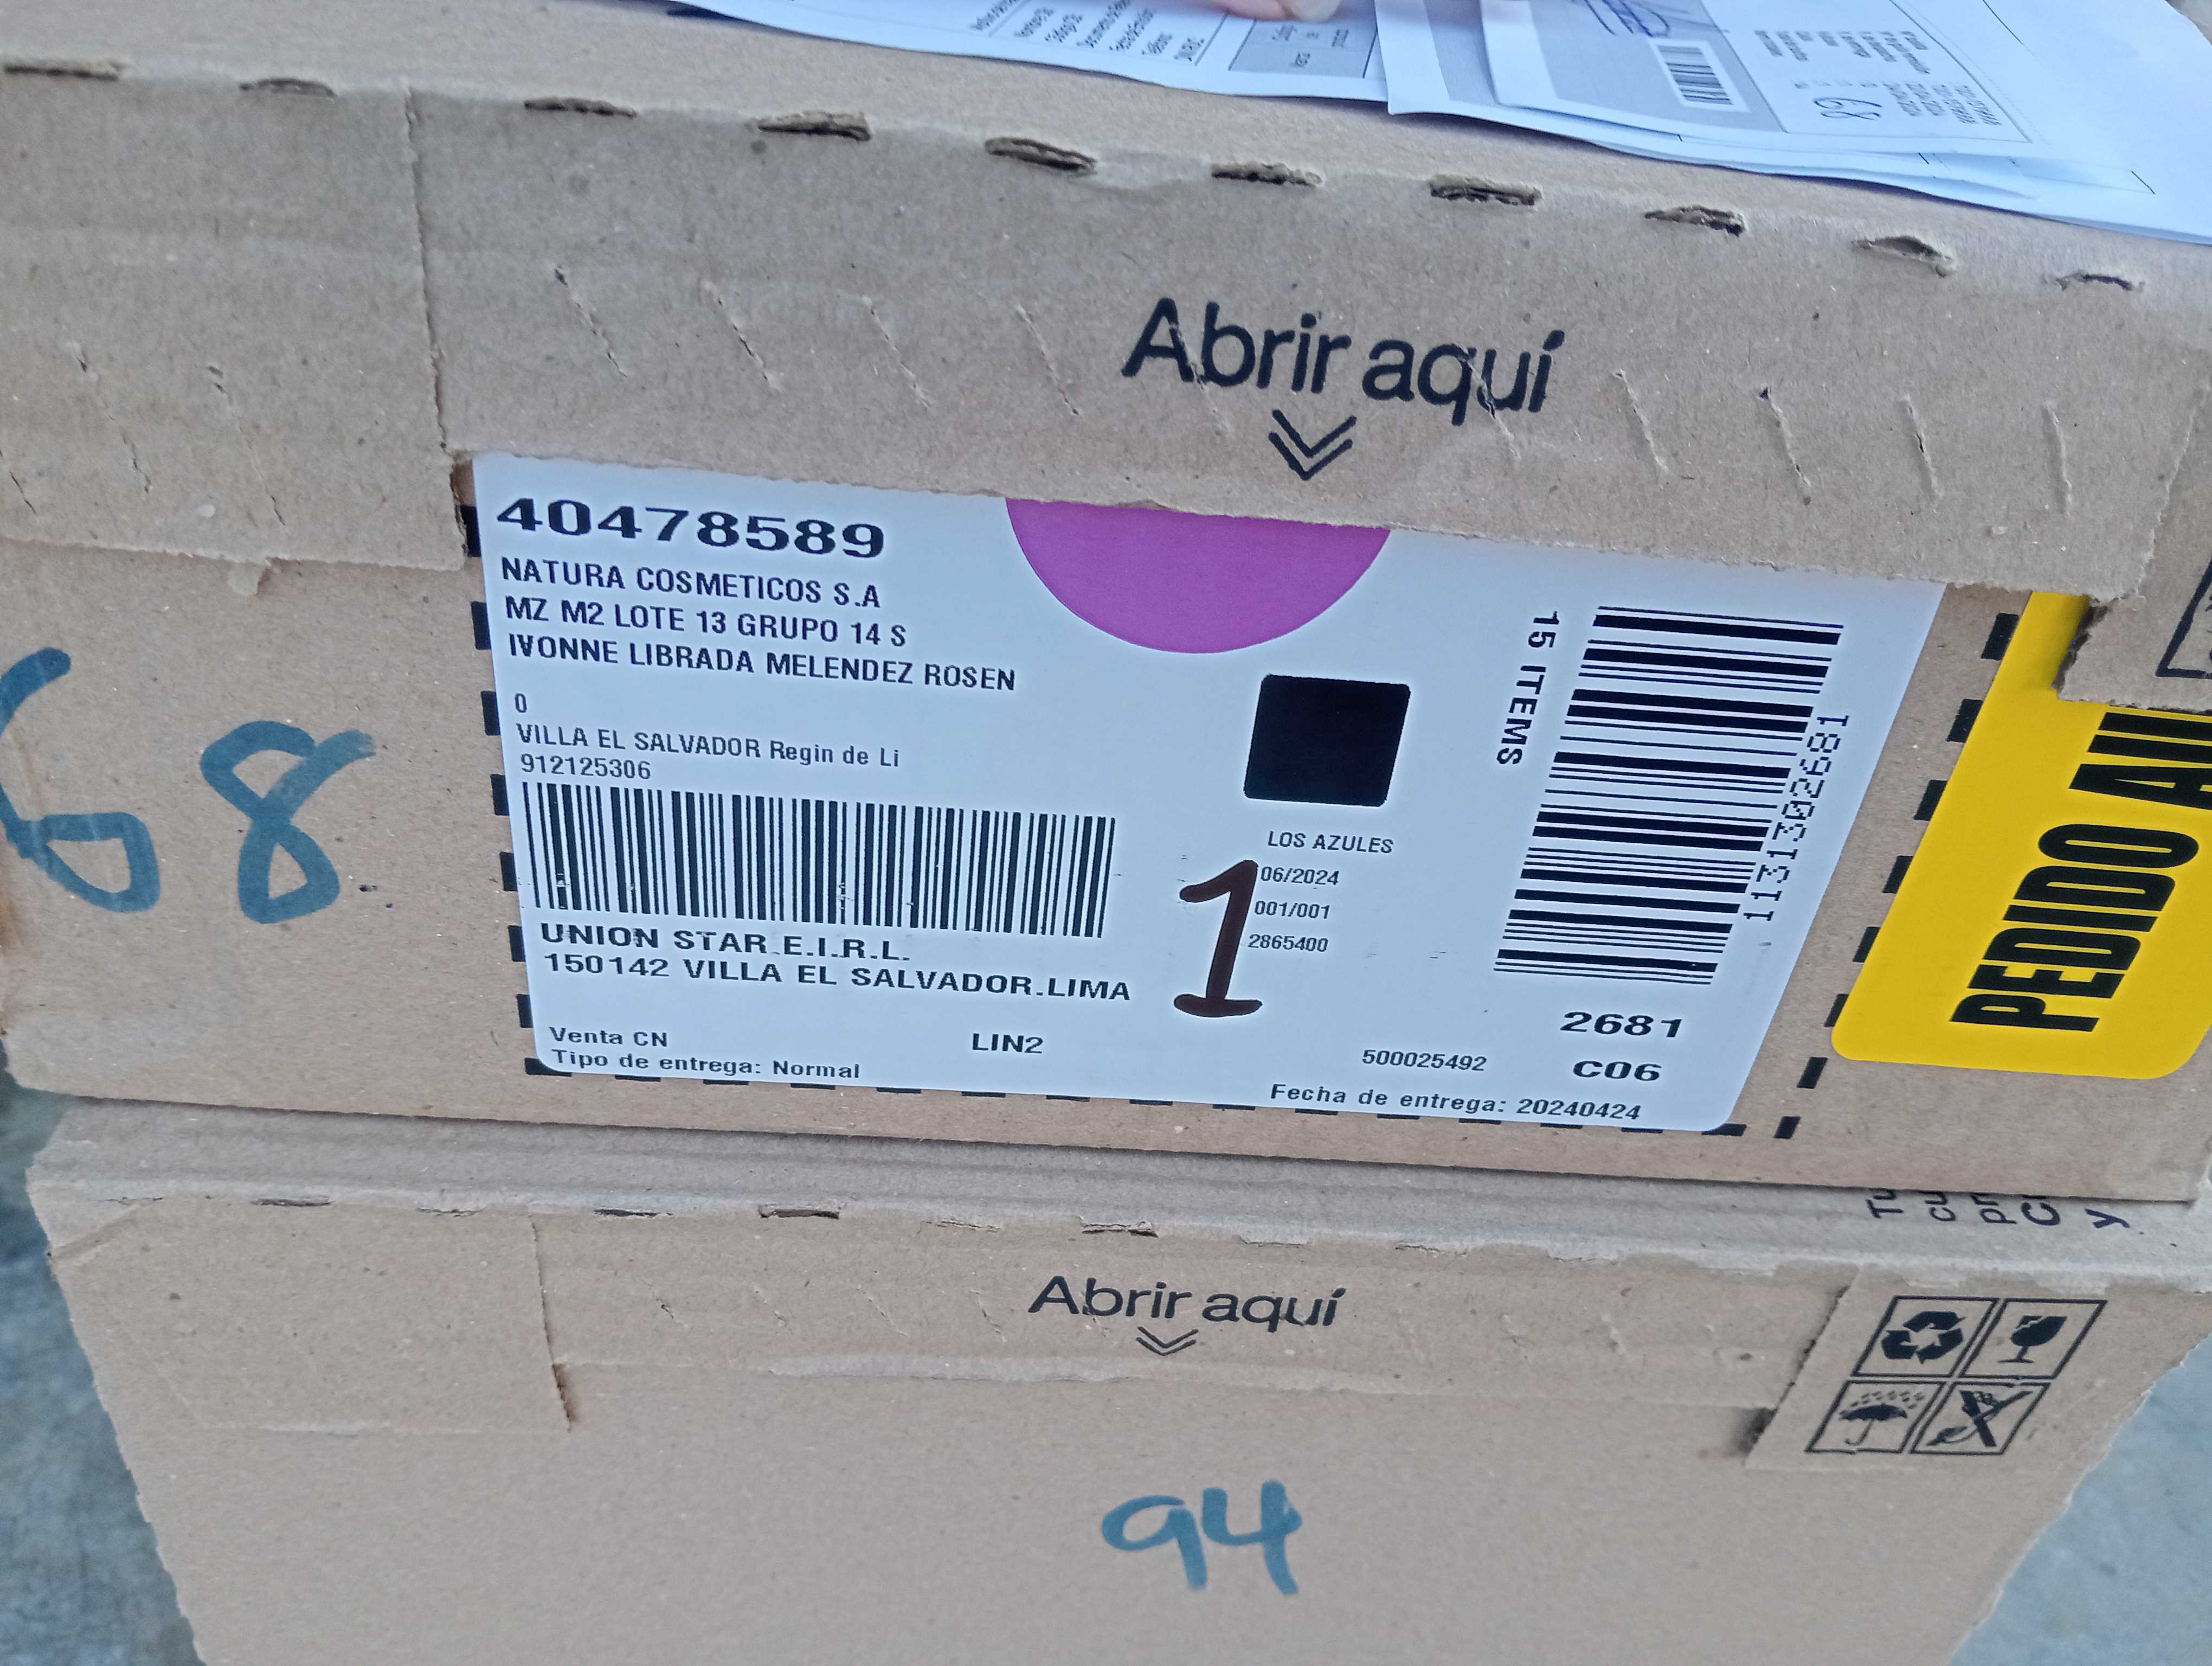 Abrir aquí
40478589
NATURA COSMETICOS S.A
MZ M2 LOTE 13 GRUPO 14 S
IVONNE LIBRADA MELENDEZ ROSEN
0
VILLA EL SALVADOR Regin de Li
912125306
UNION STAR E.I.R.L.
150142 VILLA EL SALVADOR.LIMA
Venta CN
LIN2
Tipo de entrega: Normal
LOS AZULES
06/2024
001/001
2865400
1
15 ITEMS
113131302681
2681
500025492
C06
Fecha de entrega: 20240424
PEDIDO
68
Abrir aquí
94